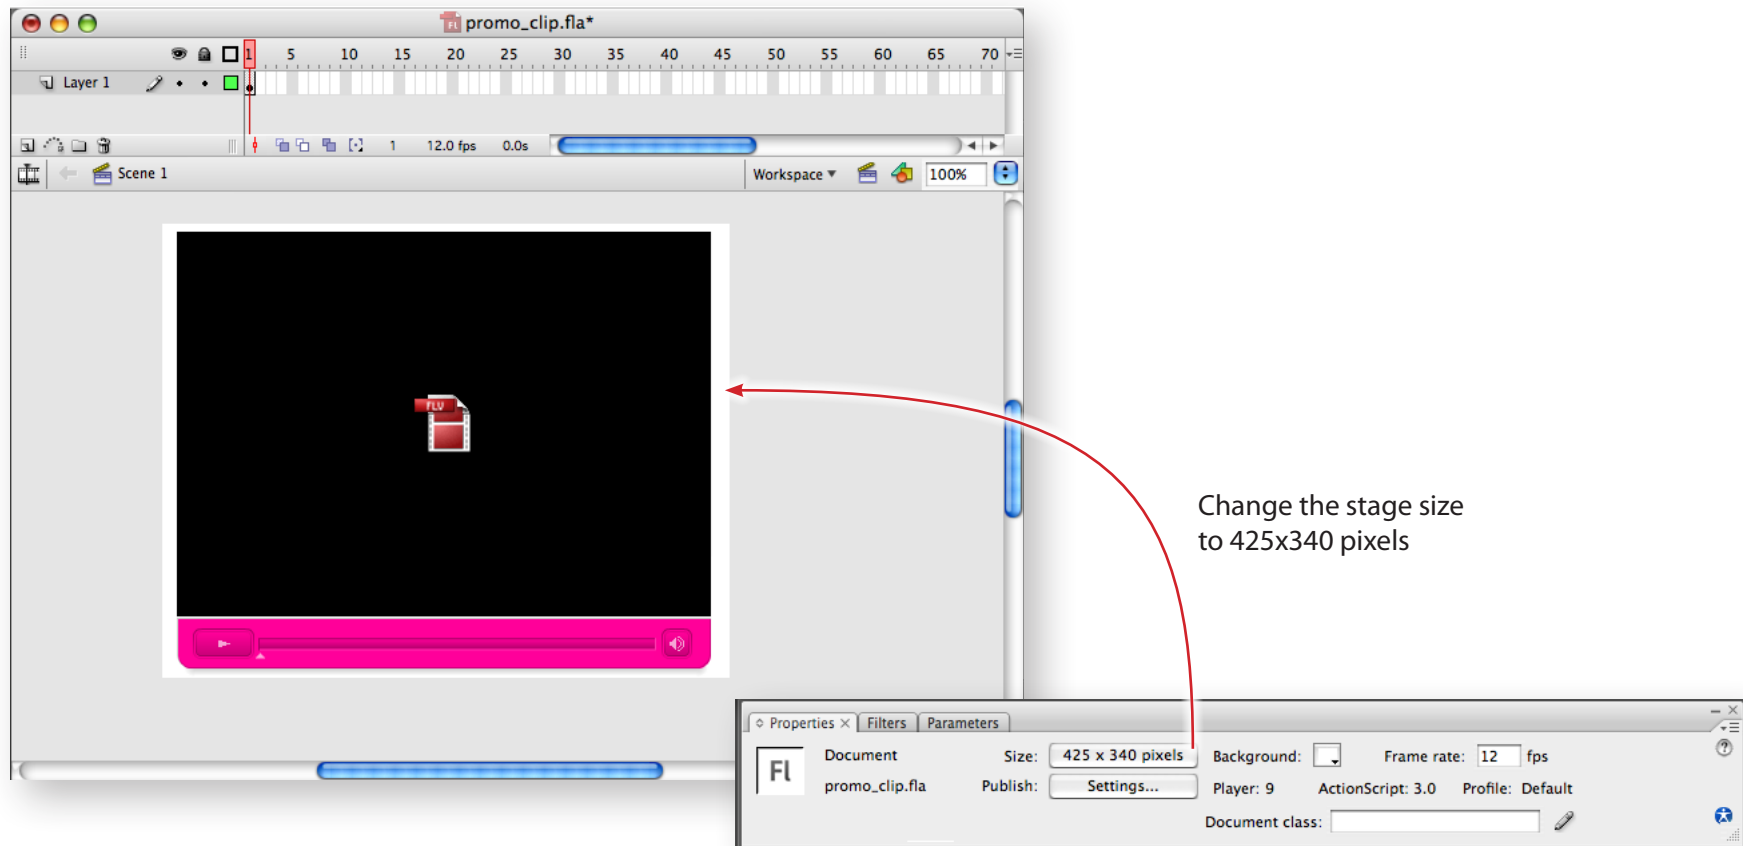 promo_clip.fla*
1 5 10 15 20 25 30 35 40 45 50 55 60 65 70
Layer 1
1 12.0 fps 0.0s
Scene 1
Workspace 100%
FLV
Change the stage size
to 425x340 pixels
Properties Filters Parameters
Fl
Document Size: 425 x 340 pixels Background: Frame rate: 12 fps
promo_clip.fla Publish: Settings... Player: 9 ActionScript: 3.0 Profile: Default
Document class: